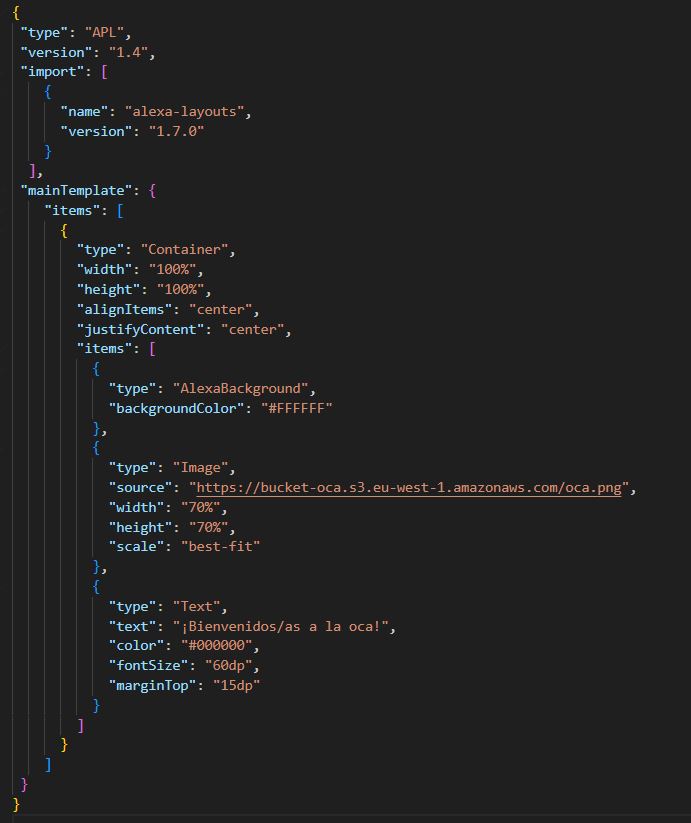 {
"type": "APL",
"version": "1.4",
"import": [
{
"name": "alexa-layouts",
"version": "1.7.0"
}
],
"mainTemplate": {
"items": [
{
"type": "Container",
"width": "100%",
"height": "100%",
"alignItems": "center",
"justifyContent": "center",
"items": [
{
"type": "AlexaBackground",
"backgroundColor": "#FFFFFF"
},
{
"type": "Image",
"source": "https://bucket-oca.s3.eu-west-1.amazonaws.com/oca.png",
"width": "70%",
"height": "70%",
"scale": "best-fit"
},
{
"type": "Text",
"text": "¡Bienvenidos/as a la oca!",
"color": "#000000",
"fontSize": "60dp",
"marginTop": "15dp"
}
]
}
]
}
}